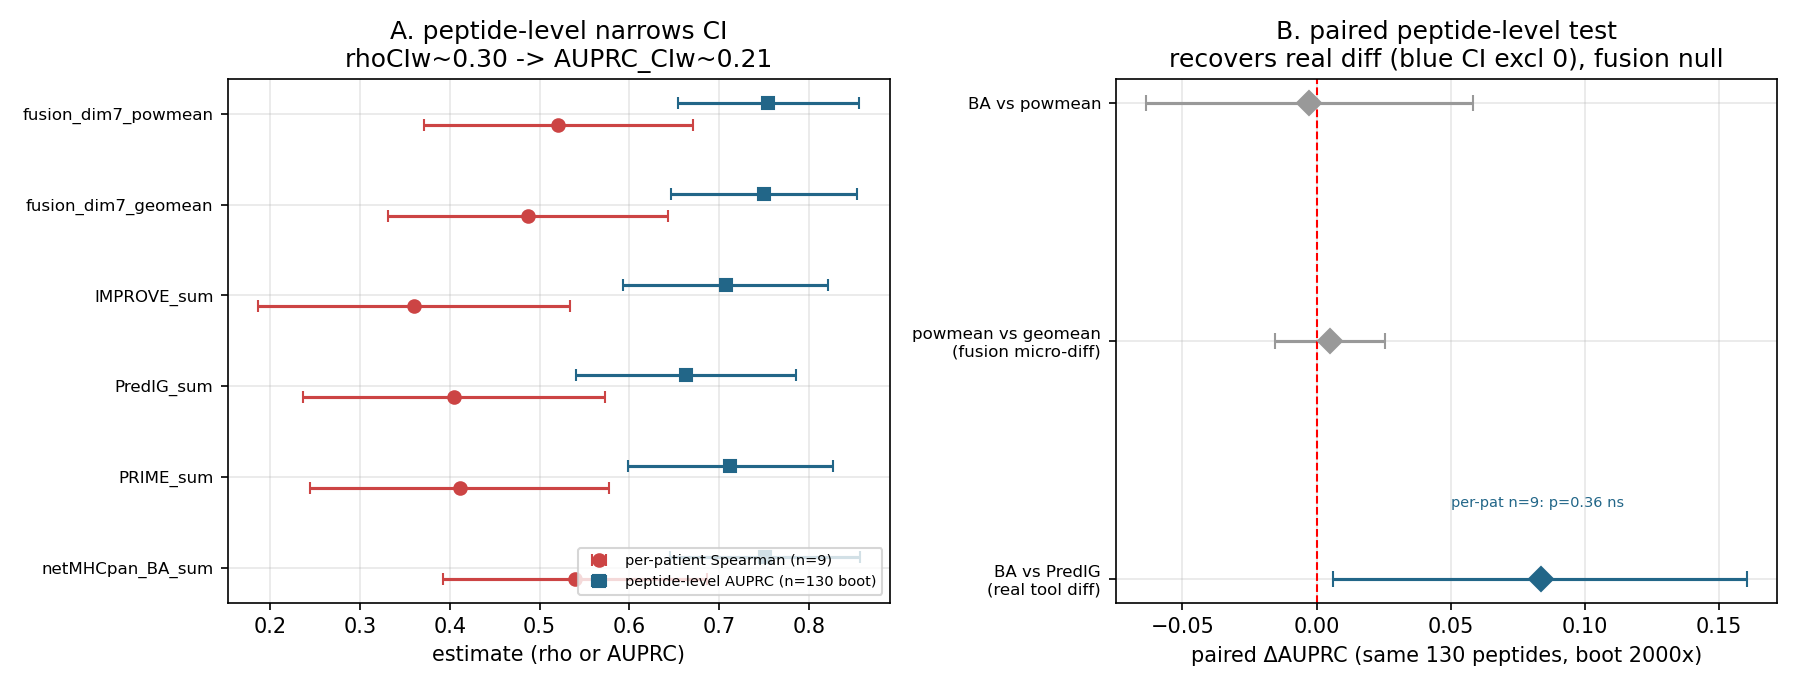 A. peptide-level narrows CI
rhoCIw~0.30 -> AUPRC_CIw~0.21
fusion_dim7_powmean
fusion_dim7_geomean
IMPROVE_sum
PredIG_sum
PRIME_sum
netMHCpan_BA_sum
per-patient Spearman (n=9)
peptide-level AUPRC (n=130 boot)
0.2 0.3 0.4 0.5 0.6 0.7 0.8
estimate (rho or AUPRC)
B. paired peptide-level test
recovers real diff (blue CI excl 0), fusion null
BA vs powmean
powmean vs geomean
(fusion micro-diff)
per-pat n=9: p=0.36 ns
BA vs PredIG
(real tool diff)
−0.05 0.00 0.05 0.10 0.15
paired ΔAUPRC (same 130 peptides, boot 2000x)